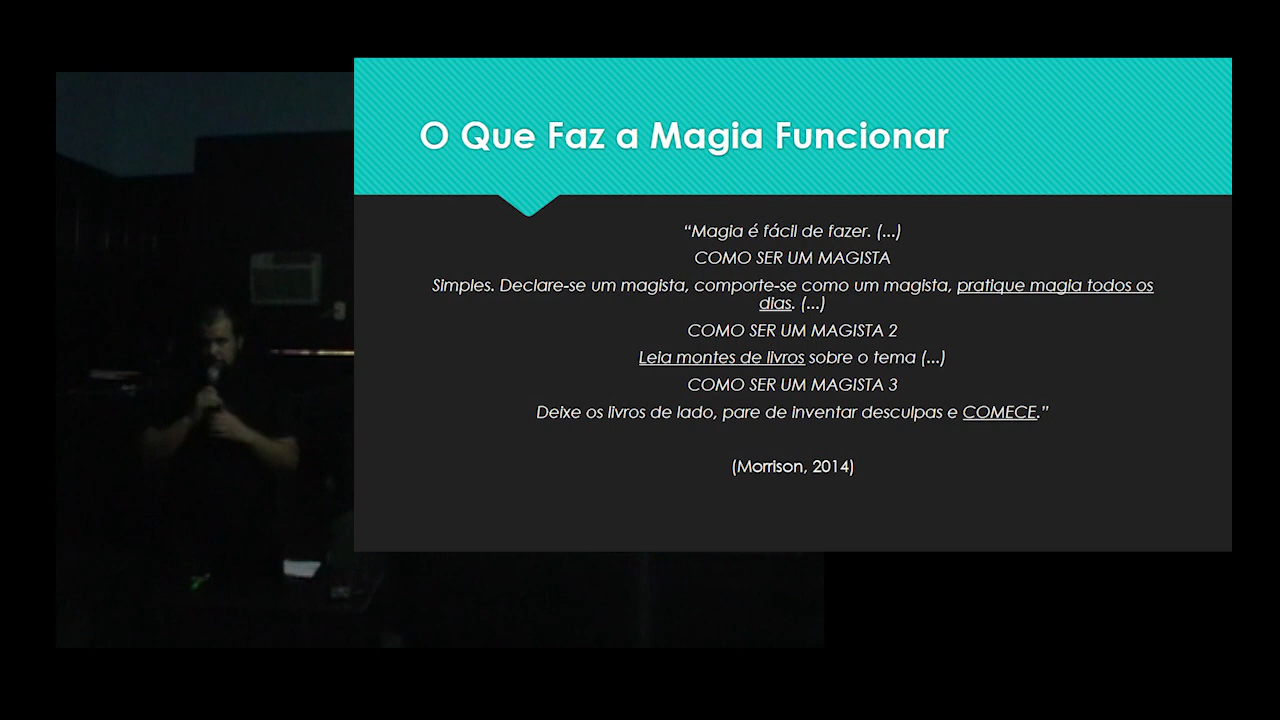 O Que Faz a Magia Funcionar
“Magia é fácil de fazer. (...)
COMO SER UM MAGISTA
Simples. Declare-se um magista, comporte-se como um magista, pratique magia todos os
dias. (...)
COMO SER UM MAGISTA 2
Leia montes de livros sobre o tema (...)
COMO SER UM MAGISTA 3
Deixe os livros de lado, pare de inventar desculpas e COMECE.”
(Morrison, 2014)